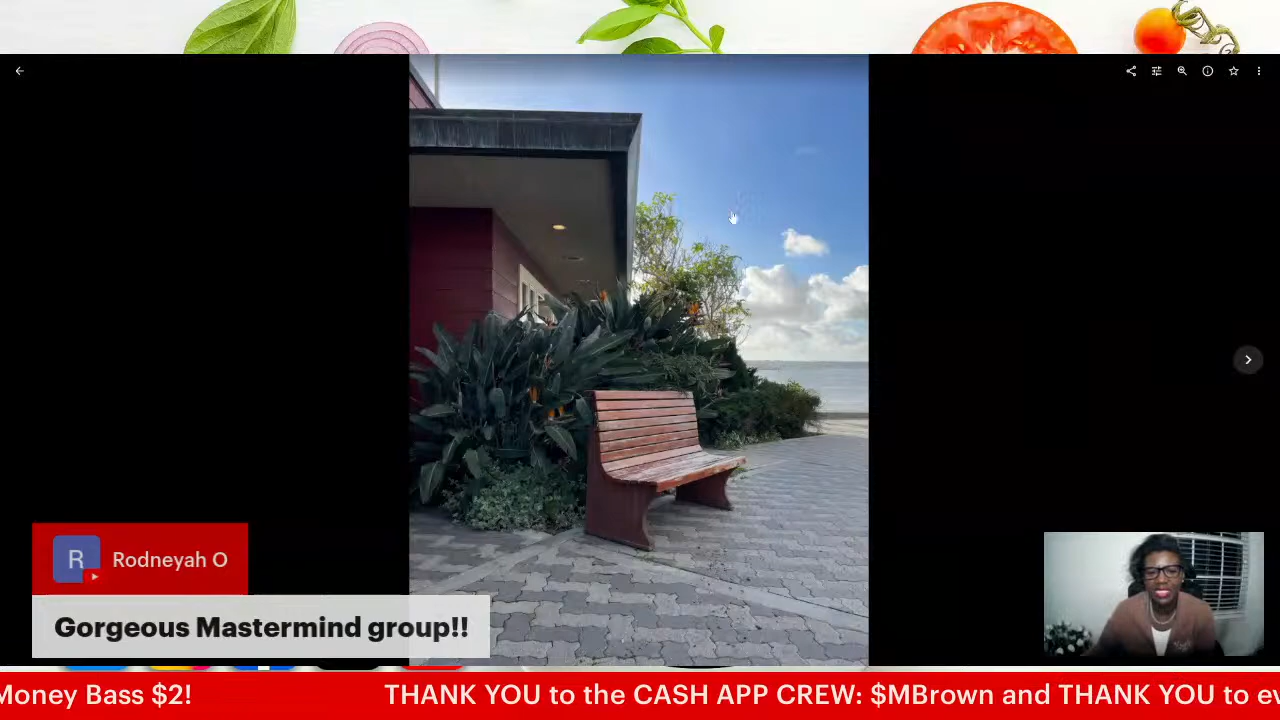 R
Rodneyah O
Gorgeous Mastermind group!!
Money Bass $2!
THANK YOU to the CASH APP CREW: $MBrown and THANK YOU to ev